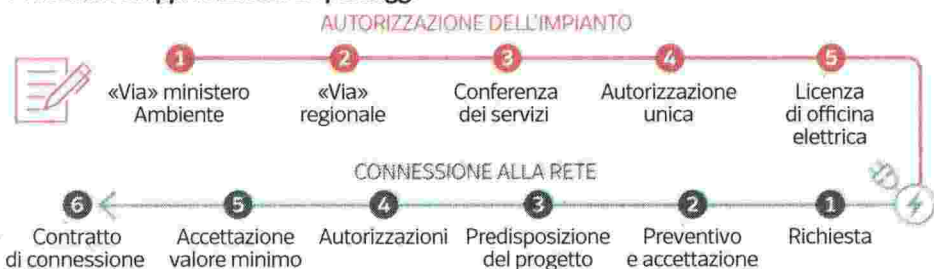 AUTORIZZAZIONE DELL'IMPIANTO
1 2 3 4 5
«Via» ministero «Via» Conferenza Autorizzazione Licenza
Ambiente regionale dei servizi unica di officina
elettrica
CONNESSIONE ALLA RETE
6 5 4 3 2 1
Contratto Accettazione Autorizzazioni Predisposizione Preventivo Richiesta
di connessione valore minimo del progetto e accettazione